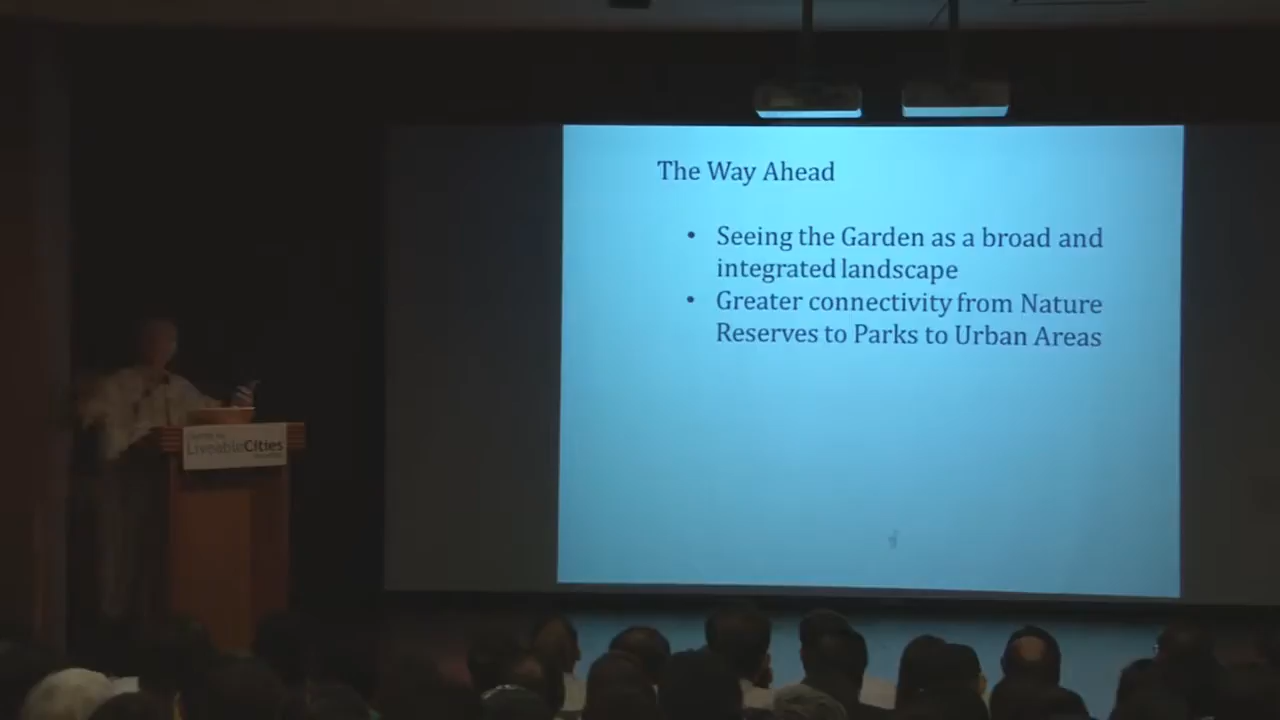 The Way Ahead
• Seeing the Garden as a broad and
integrated landscape
• Greater connectivity from Nature
Reserves to Parks to Urban Areas
LiveableCities